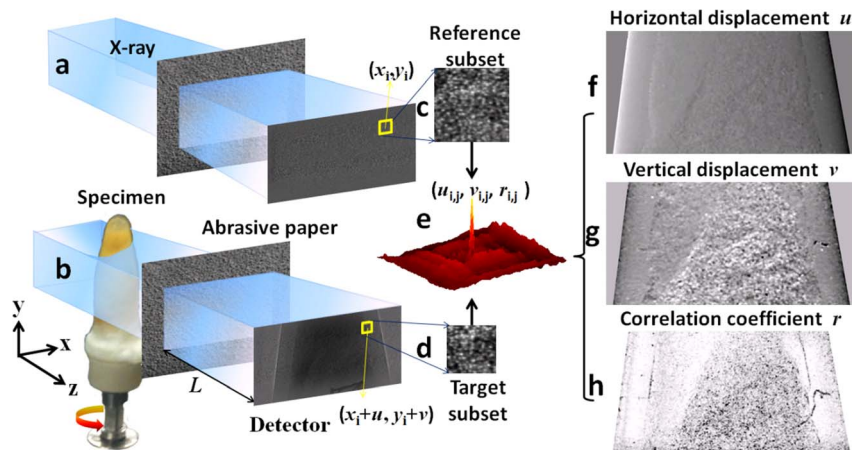 Horizontal displacement u
X-ray
Reference
subset
a
(xᵢ,yᵢ)
c
f
Vertical displacement v
Specimen
(uᵢ,ⱼ, vᵢ,ⱼ, rᵢ,ⱼ )
Abrasive paper
e
g
b
Correlation coefficient r
y
x
z
d
h
L
Target
subset
Detector
(xᵢ+u, yᵢ+v)